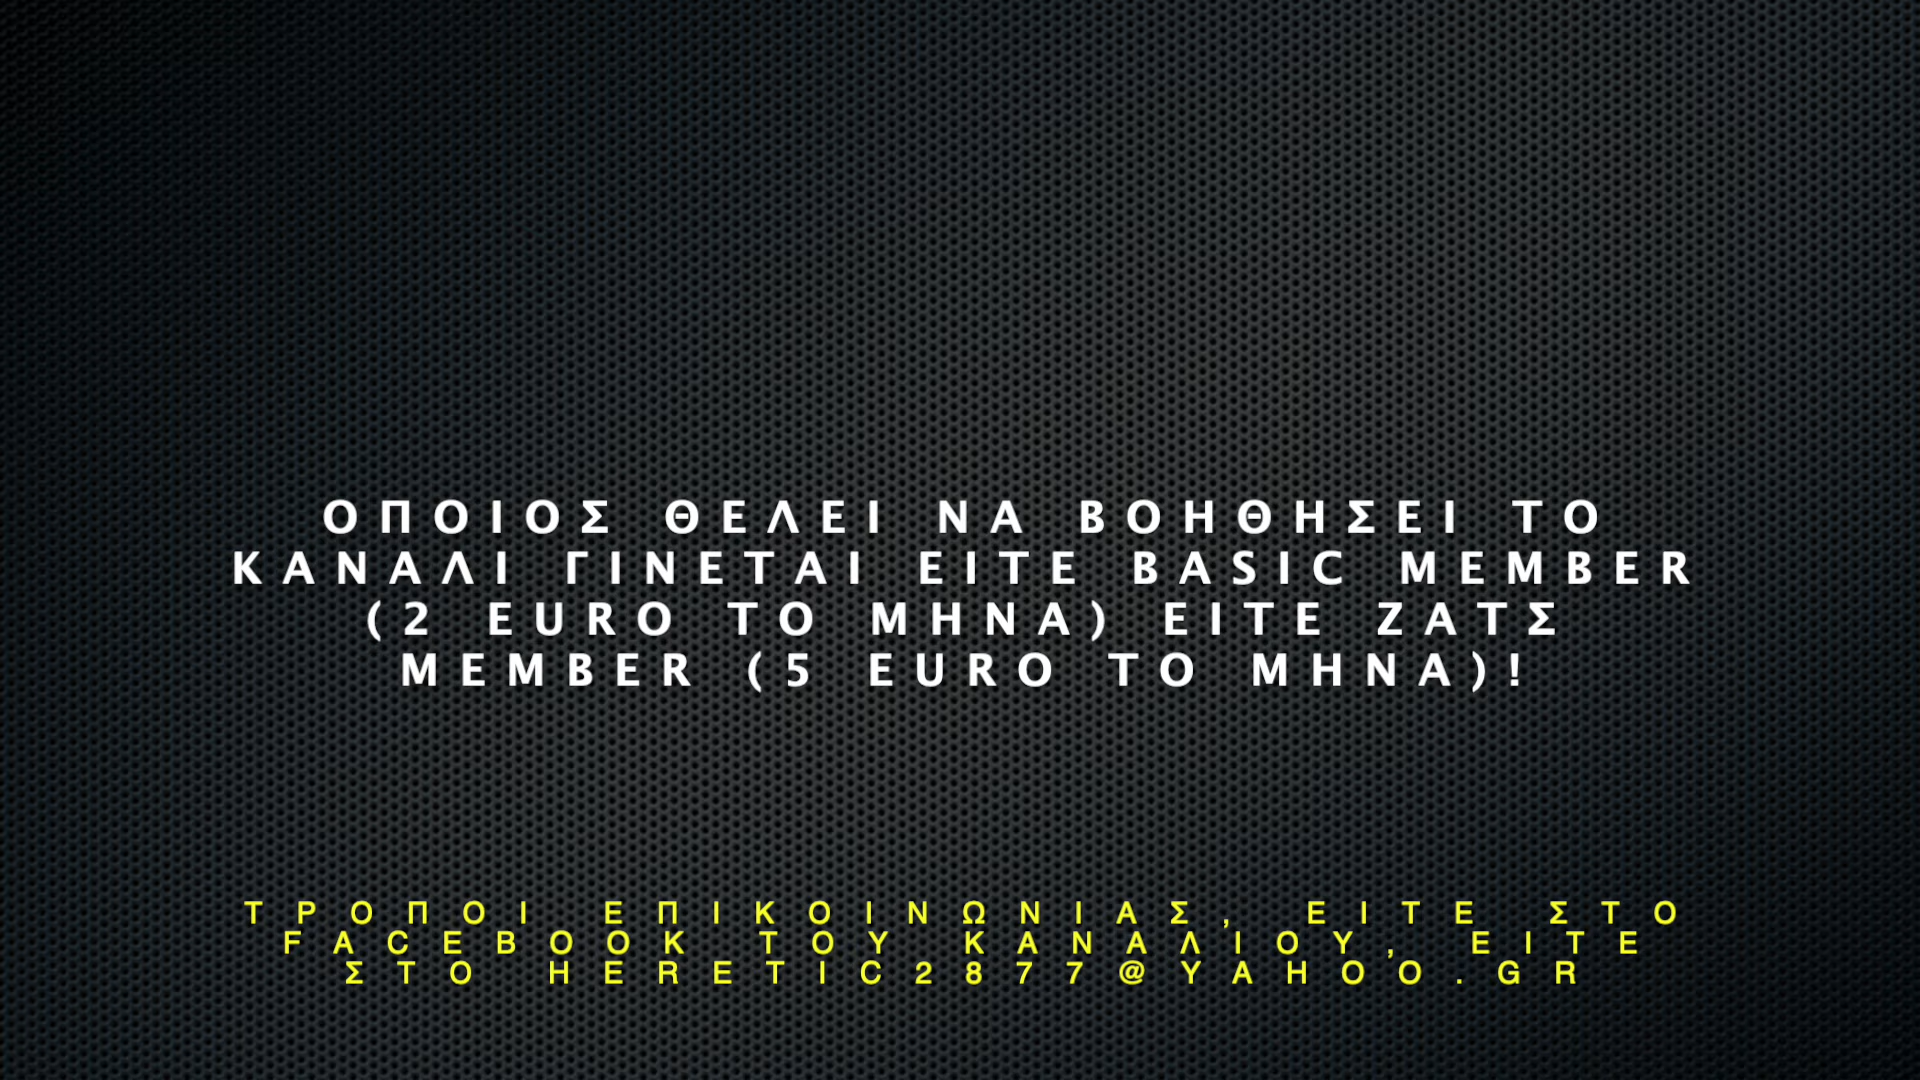 ΟΠΟΙΟΣ ΘΕΛΕΙ ΝΑ ΒΟΗΘΗΣΕΙ ΤΟ
ΚΑΝΑΛΙ ΓΙΝΕΤΑΙ ΕΙΤΕ BASIC MEMBER
(2 EURO ΤΟ ΜΗΝΑ) ΕΙΤΕ ΖΑΤΣ
MEMBER (5 EURO ΤΟ ΜΗΝΑ)!
ΤΡΟΠΟΙ ΕΠΙΚΟΙΝΩΝΙΑΣ, ΕΙΤΕ ΣΤΟ
FACEBOOK ΤΟΥ ΚΑΝΑΛΙΟΥ, ΕΙΤΕ
ΣΤΟ HERETIC2877@YAHOO.GR